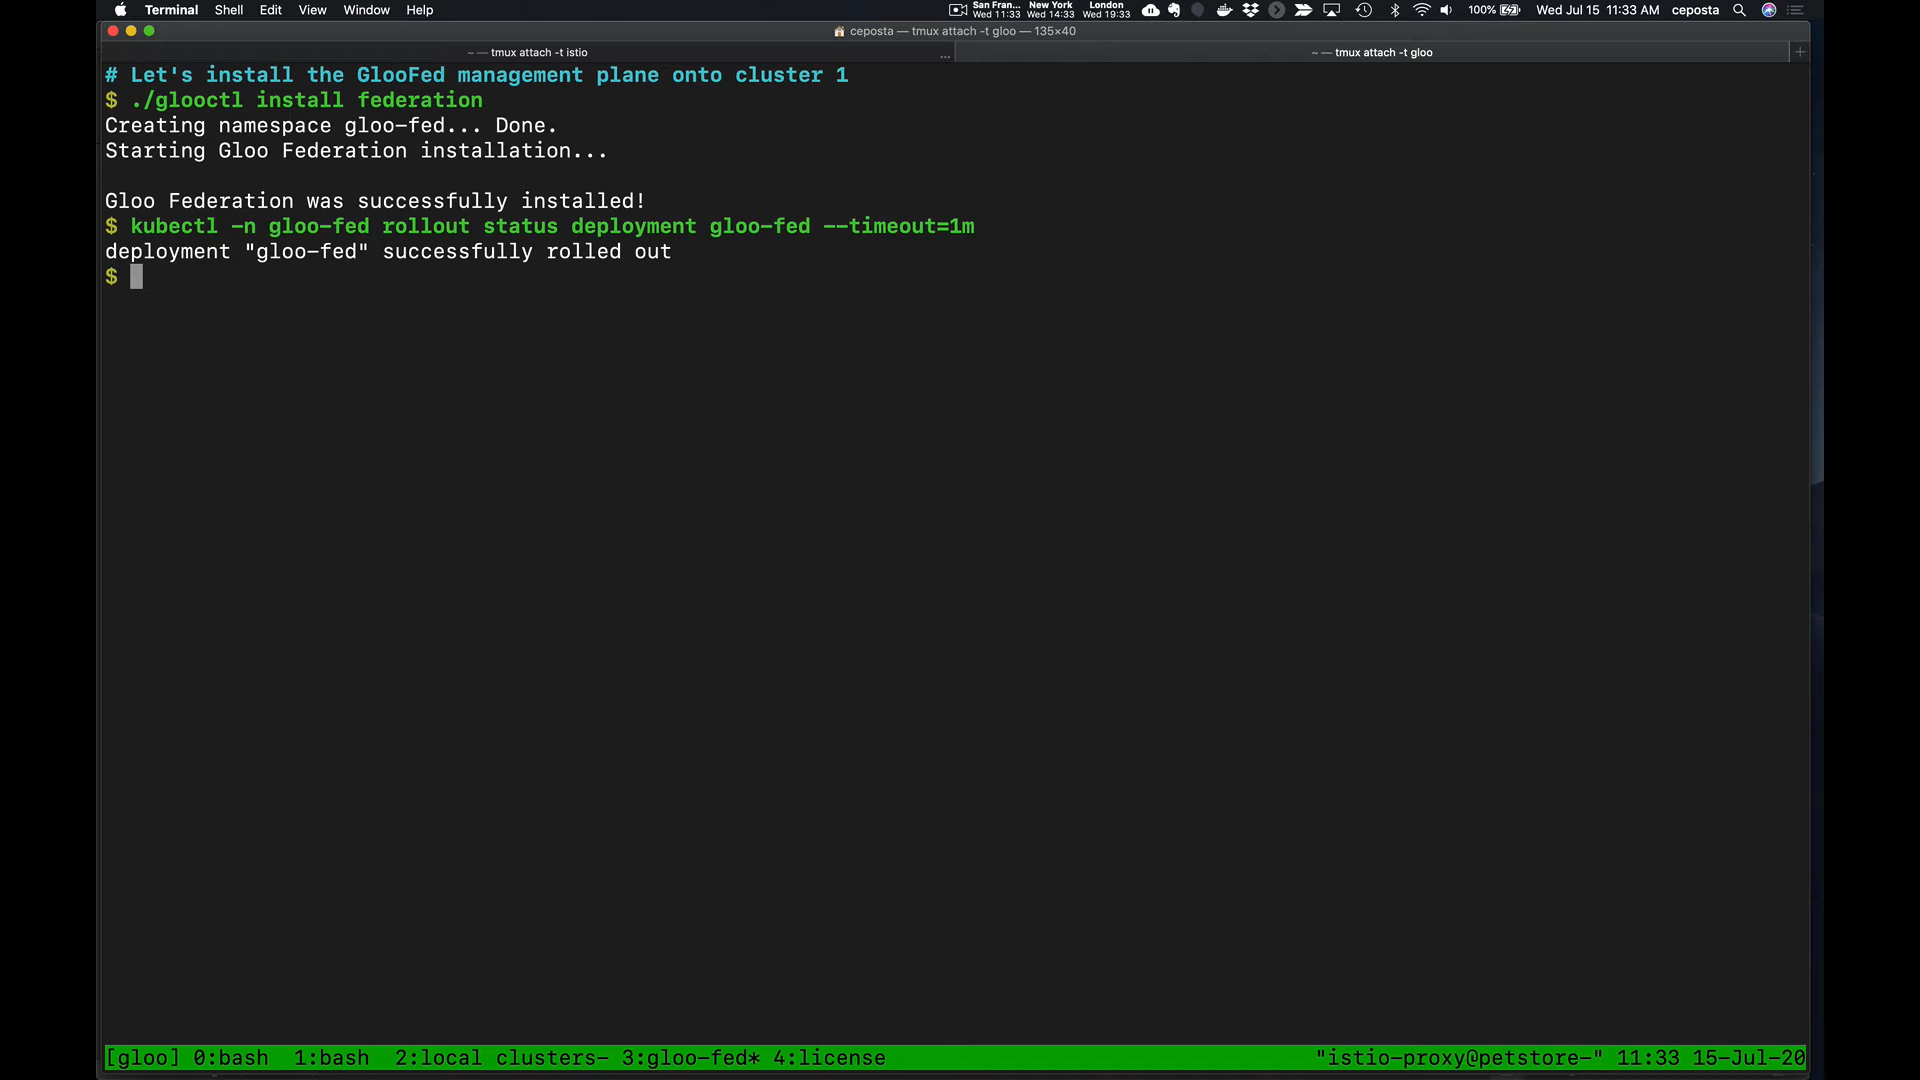 Terminal Shell Edit View Window Help San Fran... Wed 11:33 New York Wed 14:33 London Wed 19:33 100% Wed Jul 15 11:33 AM ceposta
ceposta — tmux attach -t gloo — 135×40
~ — tmux attach -t istio ... ~ — tmux attach -t gloo +
# Let's install the GlooFed management plane onto cluster 1
$ ./glooctl install federation
Creating namespace gloo-fed... Done.
Starting Gloo Federation installation...
Gloo Federation was successfully installed!
$ kubectl -n gloo-fed rollout status deployment gloo-fed --timeout=1m
deployment "gloo-fed" successfully rolled out
$
[gloo] 0:bash 1:bash 2:local clusters- 3:gloo-fed* 4:license "istio-proxy@petstore-" 11:33 15-Jul-20